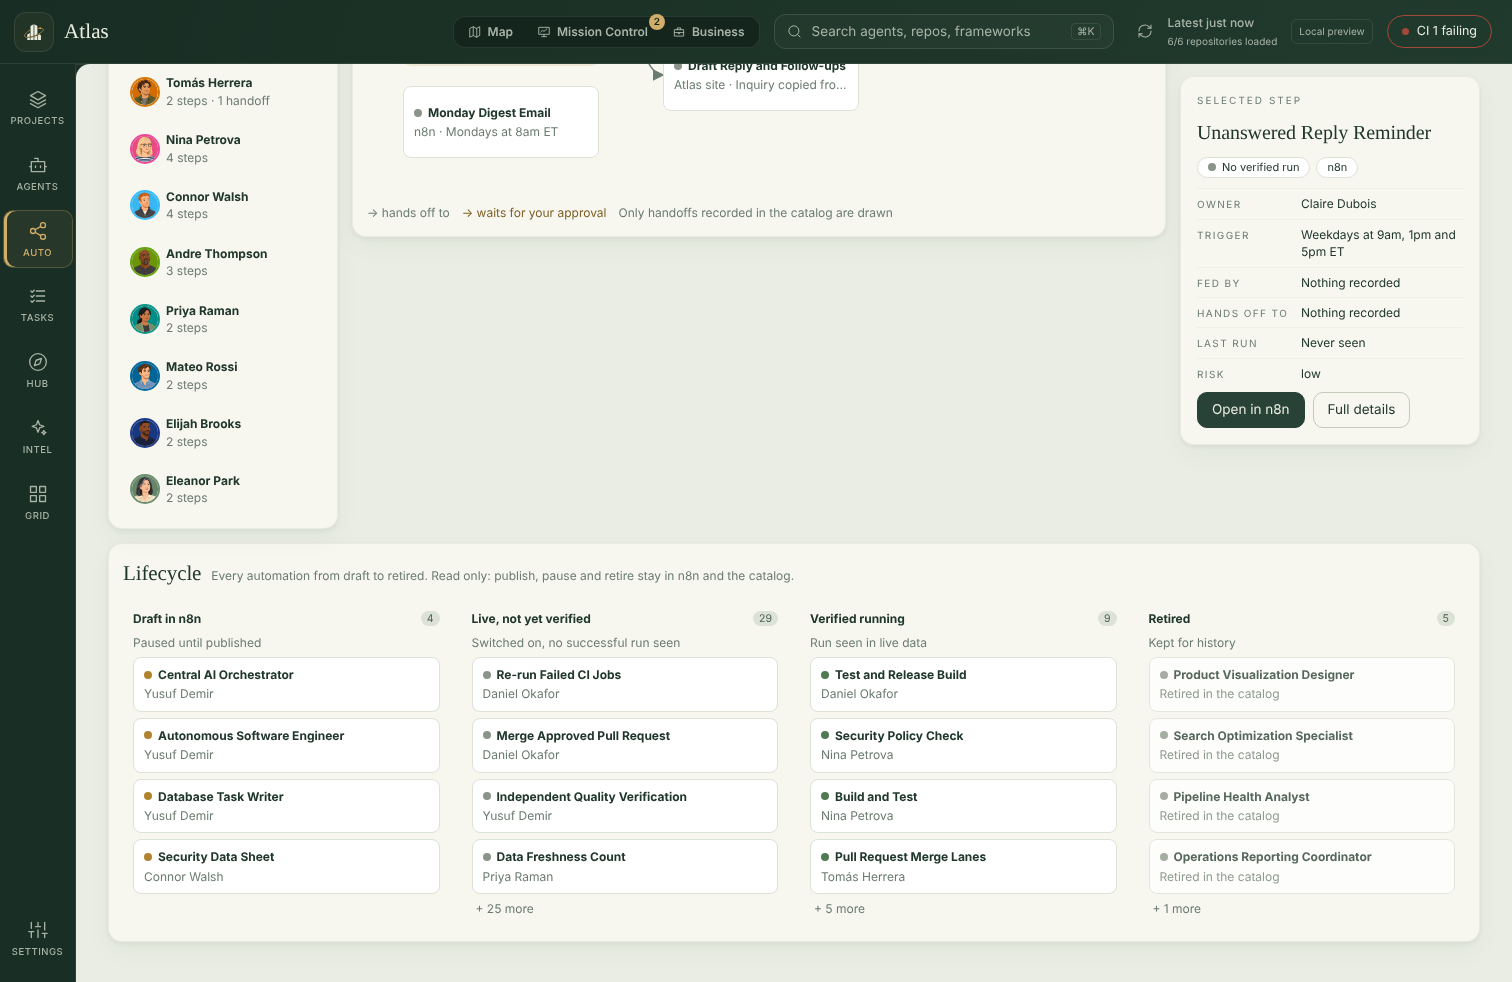 Atlas
Map
Mission Control
2
Business
Search agents, repos, frameworks
⌘K
Latest just now
6/6 repositories loaded
Local preview
CI 1 failing
PROJECTS
AGENTS
AUTO
TASKS
HUB
INTEL
GRID
SETTINGS
Tomás Herrera
2 steps · 1 handoff
Nina Petrova
4 steps
Connor Walsh
4 steps
Andre Thompson
3 steps
Priya Raman
2 steps
Mateo Rossi
2 steps
Elijah Brooks
2 steps
Eleanor Park
2 steps
Draft Reply and Follow-ups
Atlas site · Inquiry copied fro...
Monday Digest Email
n8n · Mondays at 8am ET
→ hands off to → waits for your approval Only handoffs recorded in the catalog are drawn
SELECTED STEP
Unanswered Reply Reminder
No verified run
n8n
OWNER Claire Dubois
TRIGGER Weekdays at 9am, 1pm and
5pm ET
FED BY Nothing recorded
HANDS OFF TO Nothing recorded
LAST RUN Never seen
RISK low
Open in n8n
Full details
Lifecycle Every automation from draft to retired. Read only: publish, pause and retire stay in n8n and the catalog.
Draft in n8n 4
Paused until published
Central AI Orchestrator
Yusuf Demir
Autonomous Software Engineer
Yusuf Demir
Database Task Writer
Yusuf Demir
Security Data Sheet
Connor Walsh
Live, not yet verified 29
Switched on, no successful run seen
Re-run Failed CI Jobs
Daniel Okafor
Merge Approved Pull Request
Daniel Okafor
Independent Quality Verification
Yusuf Demir
Data Freshness Count
Priya Raman
+ 25 more
Verified running 9
Run seen in live data
Test and Release Build
Daniel Okafor
Security Policy Check
Nina Petrova
Build and Test
Nina Petrova
Pull Request Merge Lanes
Tomás Herrera
+ 5 more
Retired 5
Kept for history
Product Visualization Designer
Retired in the catalog
Search Optimization Specialist
Retired in the catalog
Pipeline Health Analyst
Retired in the catalog
Operations Reporting Coordinator
Retired in the catalog
+ 1 more